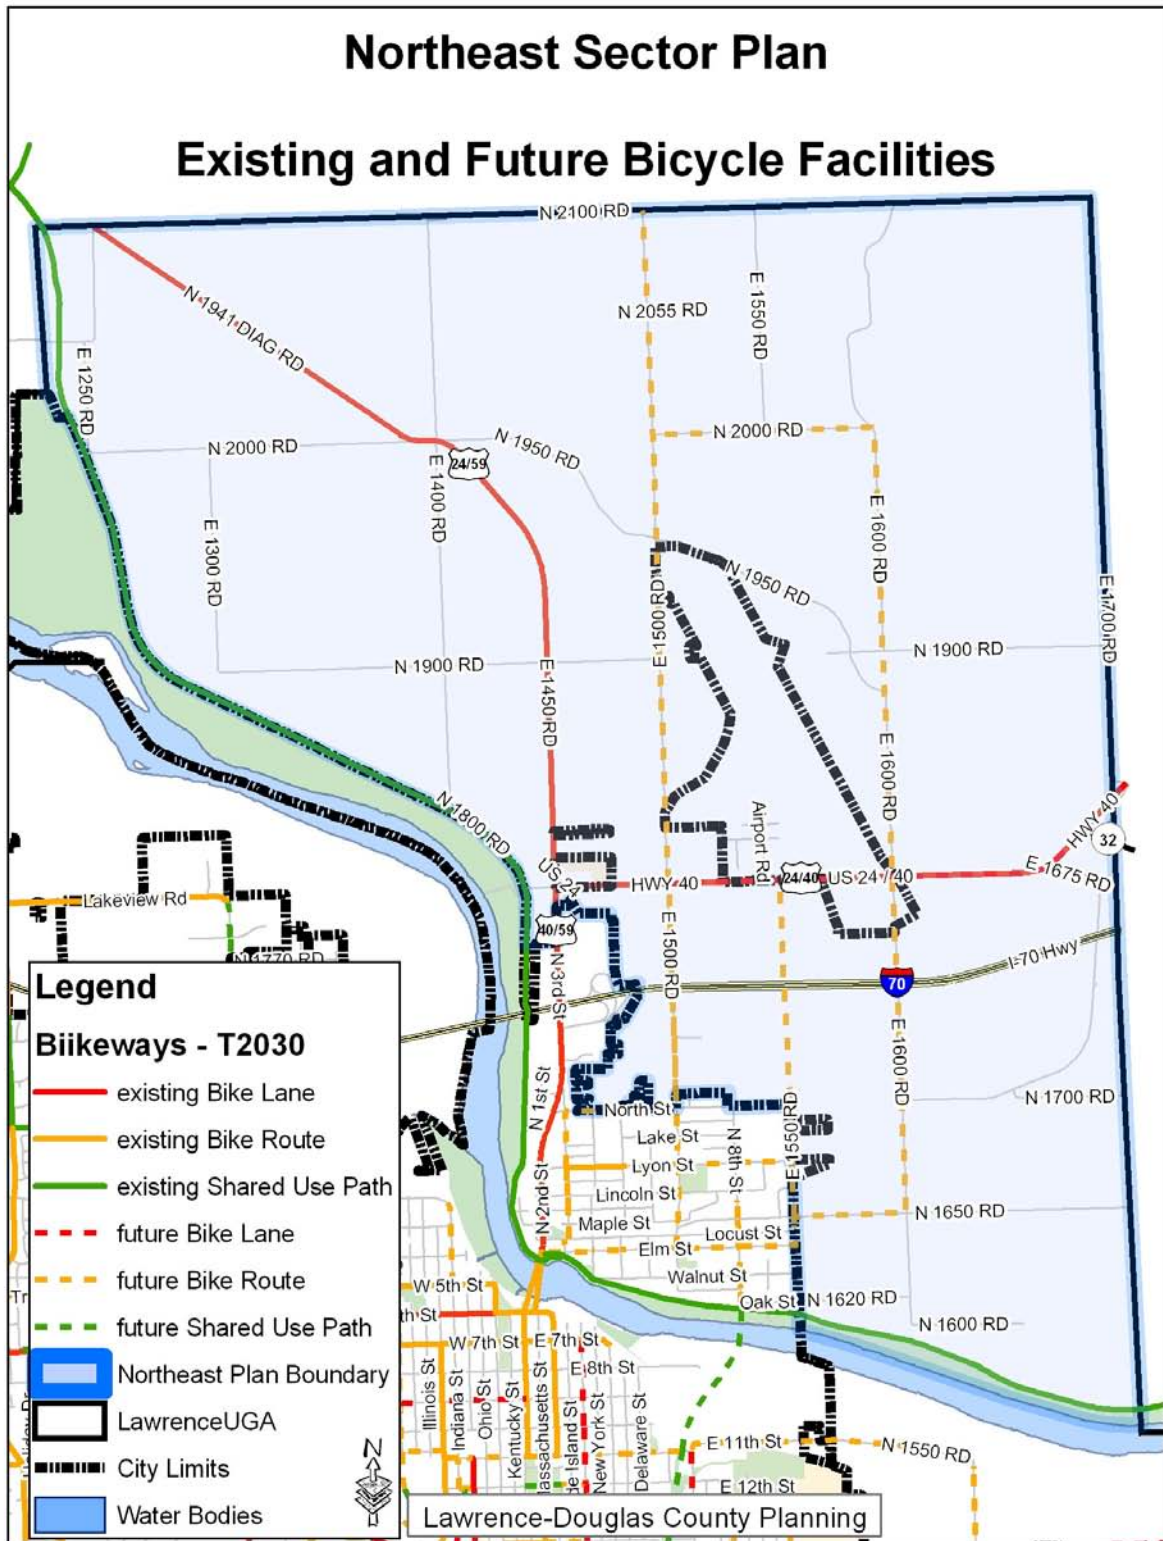 Northeast Sector Plan
Existing and Future Bicycle Facilities
N 2100 RD
N 1941 DIAG RD
N 2055 RD
E 1550 RD
E 1250 RD
N 2000 RD
24/59
N 1950 RD
N 2000 RD
E 1400 RD
E 1300 RD
E 1600 RD
N 1950 RD
E 1500 RD
E 1700 RD
N 1900 RD
N 1900 RD
E 1450 RD
E 1600 RD
N 1800 RD
Airport Rd
HWY 40
32
US 24
HWY 40
24/40
US 24 / 40
E 1675 RD
Lakeview Rd
40/59
E 1500 RD
N 1770 RD
N 3rd St
I-70 Hwy
70
E 1600 RD
N 1st St
North St
N 1700 RD
Lake St
N 8th St
E 1550 RD
Lyon St
N 2nd St
Lincoln St
Maple St
Locust St
N 1650 RD
Elm St
Walnut St
W 5th St
Oak St
N 1620 RD
th St
N 1600 RD
W 7th St
E 7th St
E 8th St
Illinois St
Indiana St
Ohio St
Kentucky St
assachusetts St
de Island St
New York St
Delaware St
E 11th St
N 1550 RD
E 12th St
Legend
Biikeways - T2030
existing Bike Lane
existing Bike Route
existing Shared Use Path
future Bike Lane
future Bike Route
future Shared Use Path
Northeast Plan Boundary
LawrenceUGA
City Limits
Water Bodies
N
Lawrence-Douglas County Planning